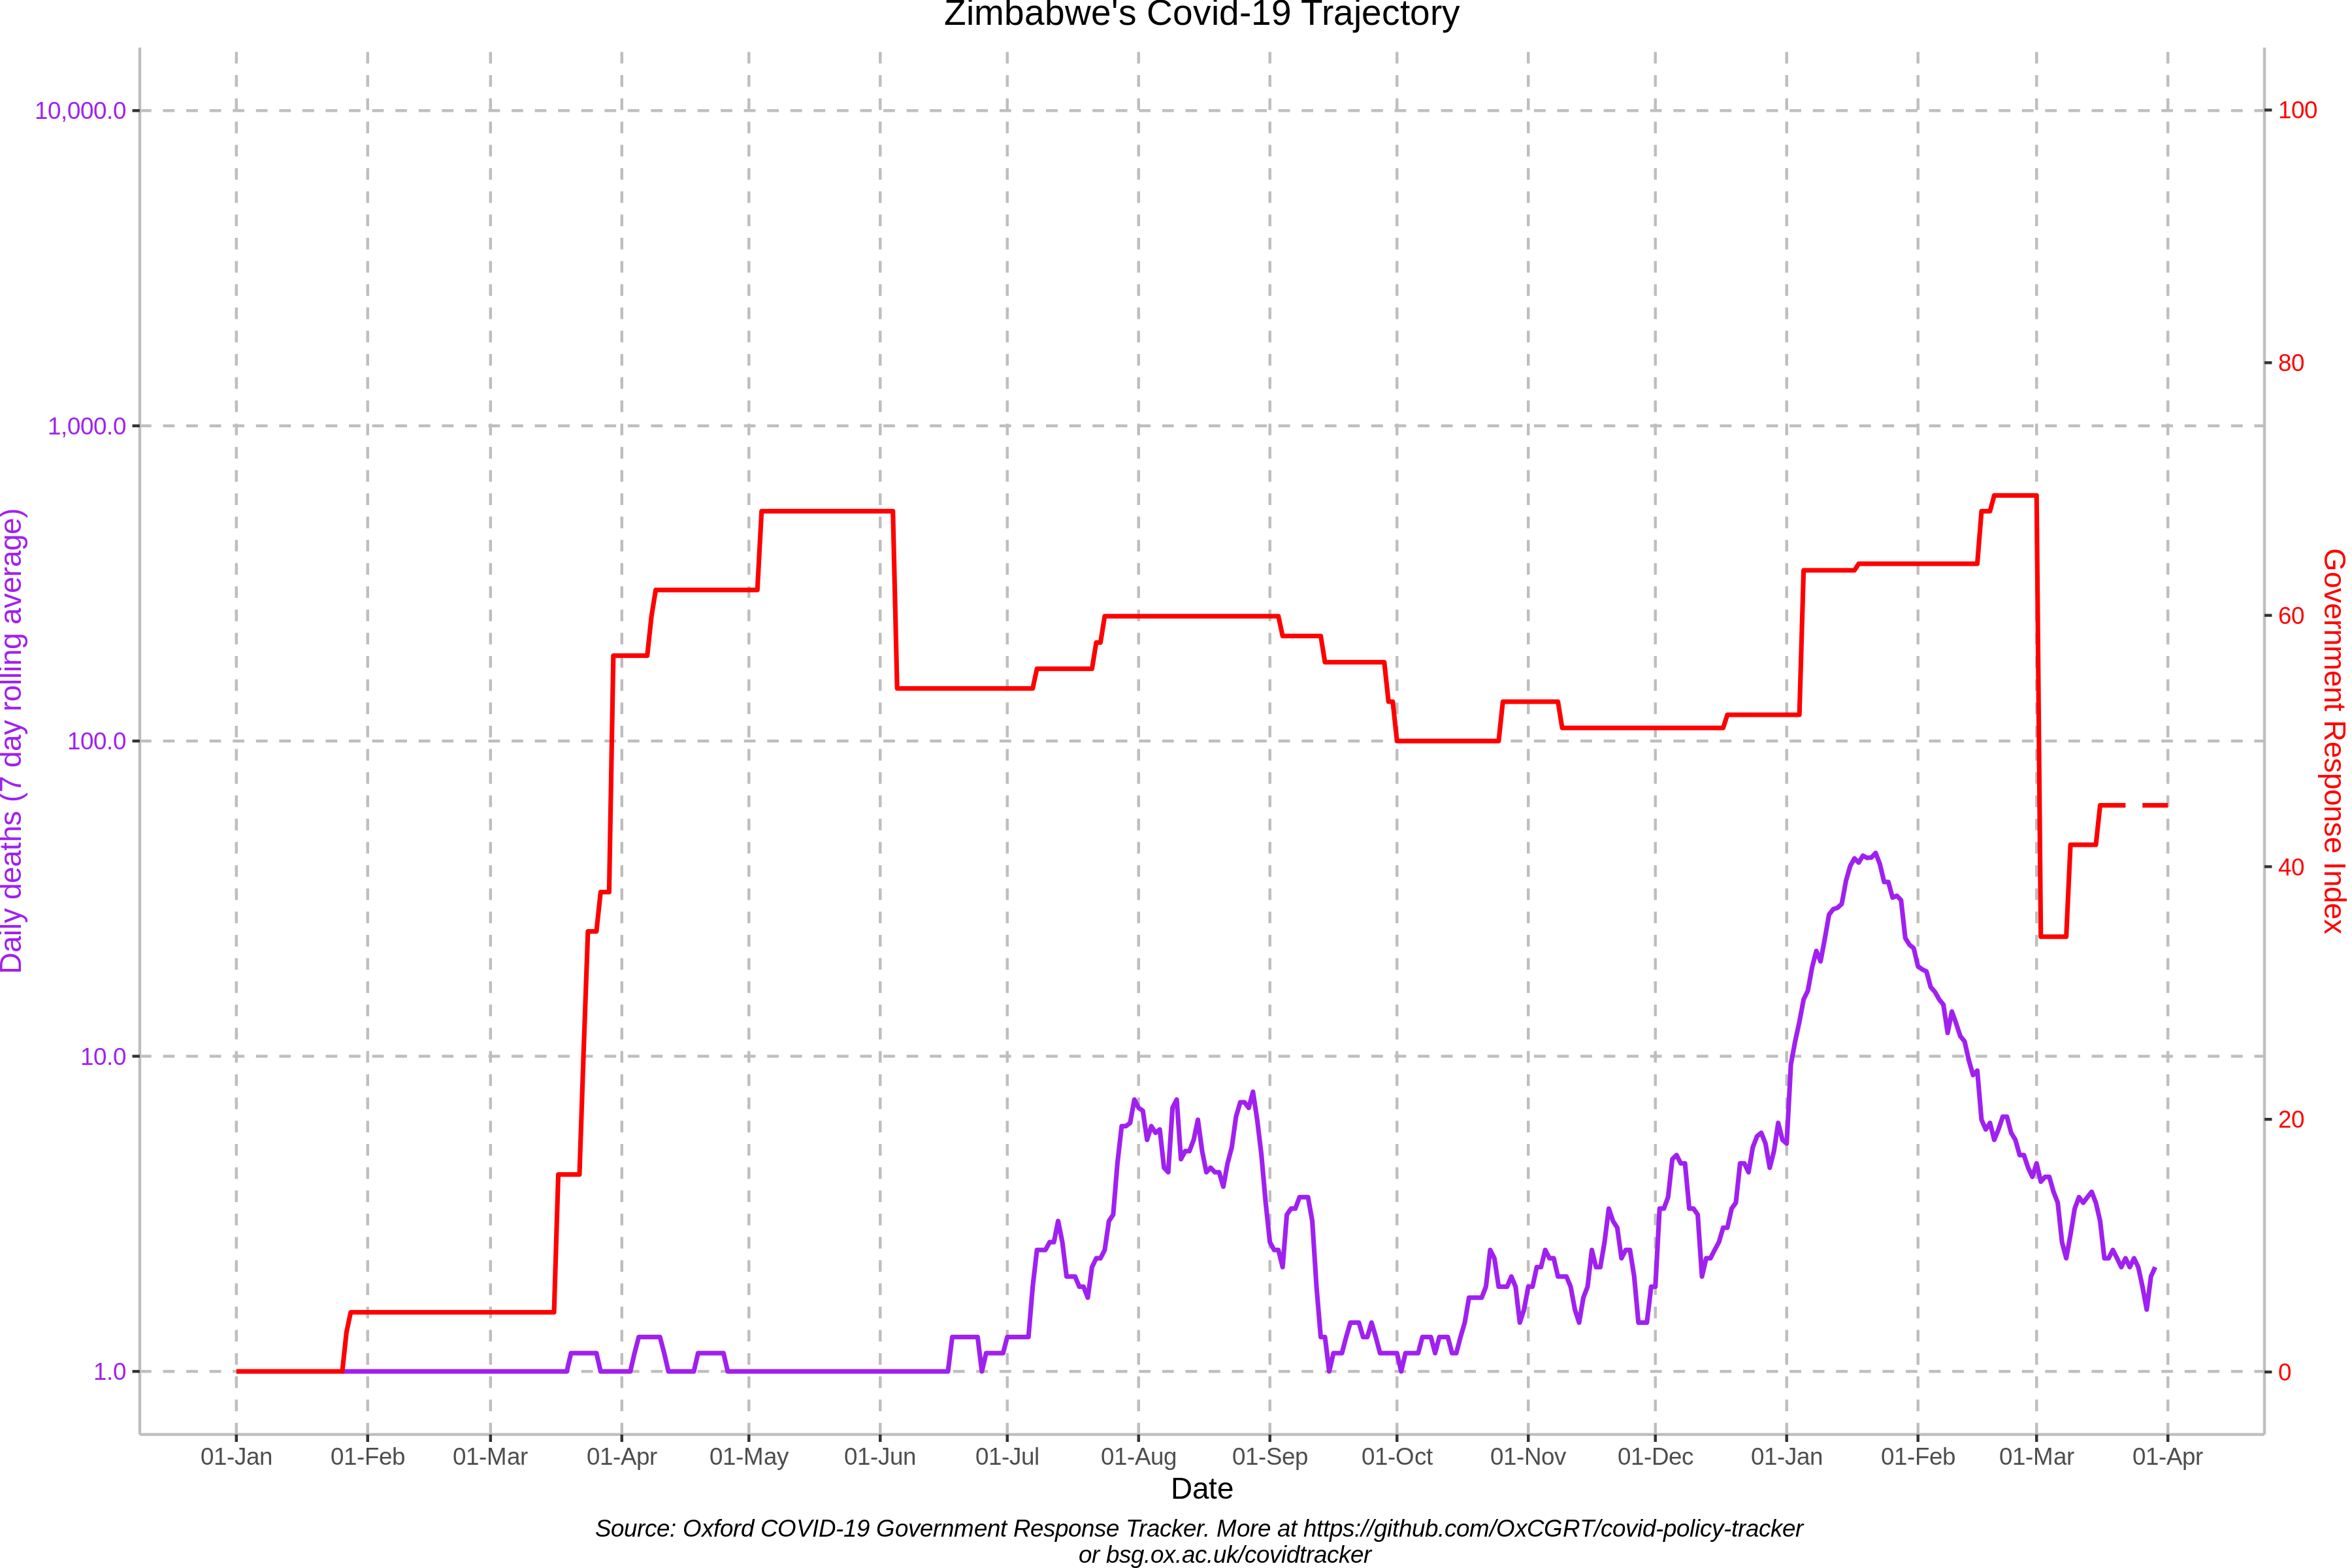 Zimbabwe's Covid-19 Trajectory
10,000.0
1,000.0
100.0
10.0
1.0
Daily deaths (7 day rolling average)
100
80
60
40
20
0
Government Response Index
01-Jan 01-Feb 01-Mar 01-Apr 01-May 01-Jun 01-Jul 01-Aug 01-Sep 01-Oct 01-Nov 01-Dec 01-Jan 01-Feb 01-Mar 01-Apr
Date
Source: Oxford COVID-19 Government Response Tracker. More at https://github.com/OxCGRT/covid-policy-tracker
or bsg.ox.ac.uk/covidtracker